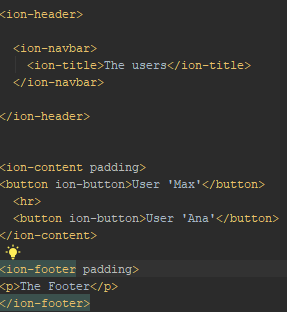 <ion-header>
<ion-navbar>
<ion-title>The users</ion-title>
</ion-navbar>
</ion-header>
<ion-content padding>
<button ion-button>User 'Max'</button>
<hr>
<button ion-button>User 'Ana'</button>
</ion-content>
<ion-footer padding>
<p>The Footer</p>
</ion-footer>